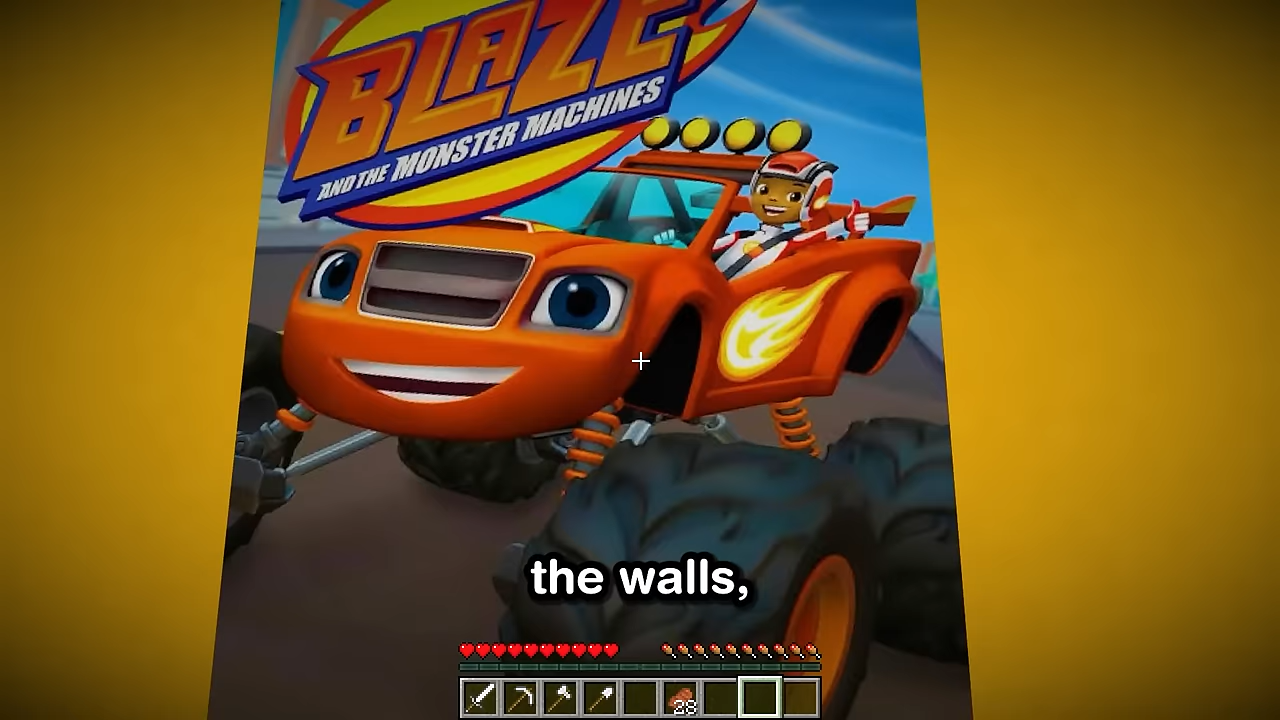 BLAZE
AND THE MONSTER MACHINES
the walls,
28